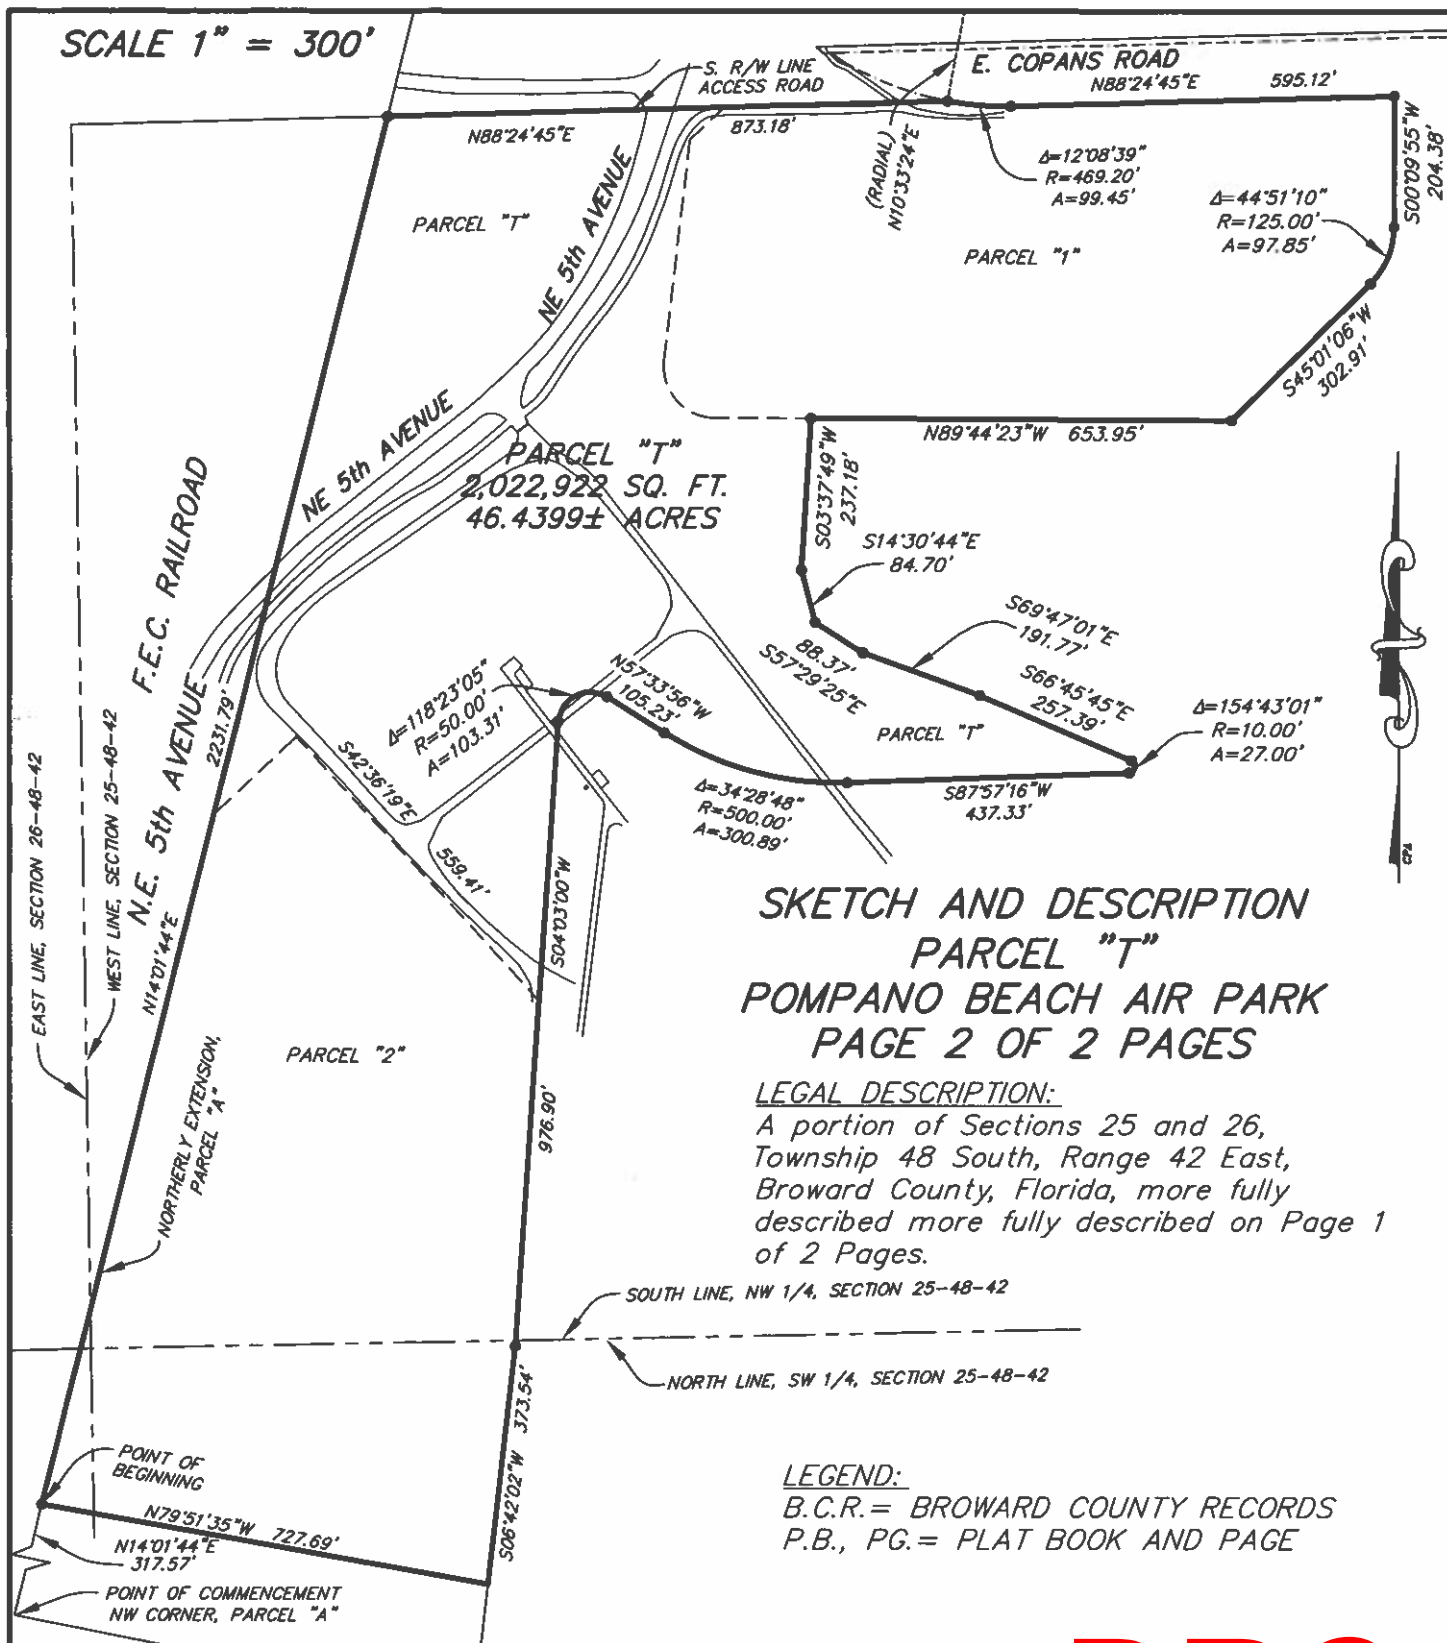 SCALE 1" = 300'
S. R/W LINE
ACCESS ROAD
E. COPANS ROAD
N88°24'45"E
595.12'
N88°24'45"E
873.18'
(RADIAL)
N10°33'24"E
Δ=12°08'39"
R=469.20'
A=99.45'
S00°09'55"W
204.38'
Δ=44°51'10"
R=125.00'
A=97.85'
PARCEL "T"
NE 5th AVENUE
PARCEL "1"
S45°01'06"W
302.91'
NE 5th AVENUE
N89°44'23"W 653.95'
PARCEL "T"
2,022,922 SQ. FT.
46.4399± ACRES
S03°37'49"W
237.18'
F.E.C. RAILROAD
S14°30'44"E
84.70'
S69°47'01"E
191.77'
88.37'
S57°29'25"E
S66°45'45"E
257.39'
N57°33'56"W
105.23'
Δ=118°23'05"
R=50.00'
A=103.31'
Δ=154°43'01"
R=10.00'
A=27.00'
PARCEL "T"
N.E. 5th AVENUE
2231.79'
S42°36'19"E
559.41'
Δ=34°28'48"
R=500.00'
A=300.89'
S87°57'16"W
437.33'
EAST LINE, SECTION 26-48-42
WEST LINE, SECTION 25-48-42
N14°01'44"E
S04°03'00"W
976.90'
CPA
SKETCH AND DESCRIPTION
PARCEL "T"
POMPANO BEACH AIR PARK
PAGE 2 OF 2 PAGES
PARCEL "2"
NORTHERLY EXTENSION,
PARCEL "A"
LEGAL DESCRIPTION:
A portion of Sections 25 and 26,
Township 48 South, Range 42 East,
Broward County, Florida, more fully
described more fully described on Page 1
of 2 Pages.
SOUTH LINE, NW 1/4, SECTION 25-48-42
NORTH LINE, SW 1/4, SECTION 25-48-42
S06°42'02"W 373.54'
POINT OF
BEGINNING
N79°51'35"W 727.69'
N14°01'44"E
317.57'
POINT OF COMMENCEMENT
NW CORNER, PARCEL "A"
LEGEND:
B.C.R.= BROWARD COUNTY RECORDS
P.B., PG.= PLAT BOOK AND PAGE